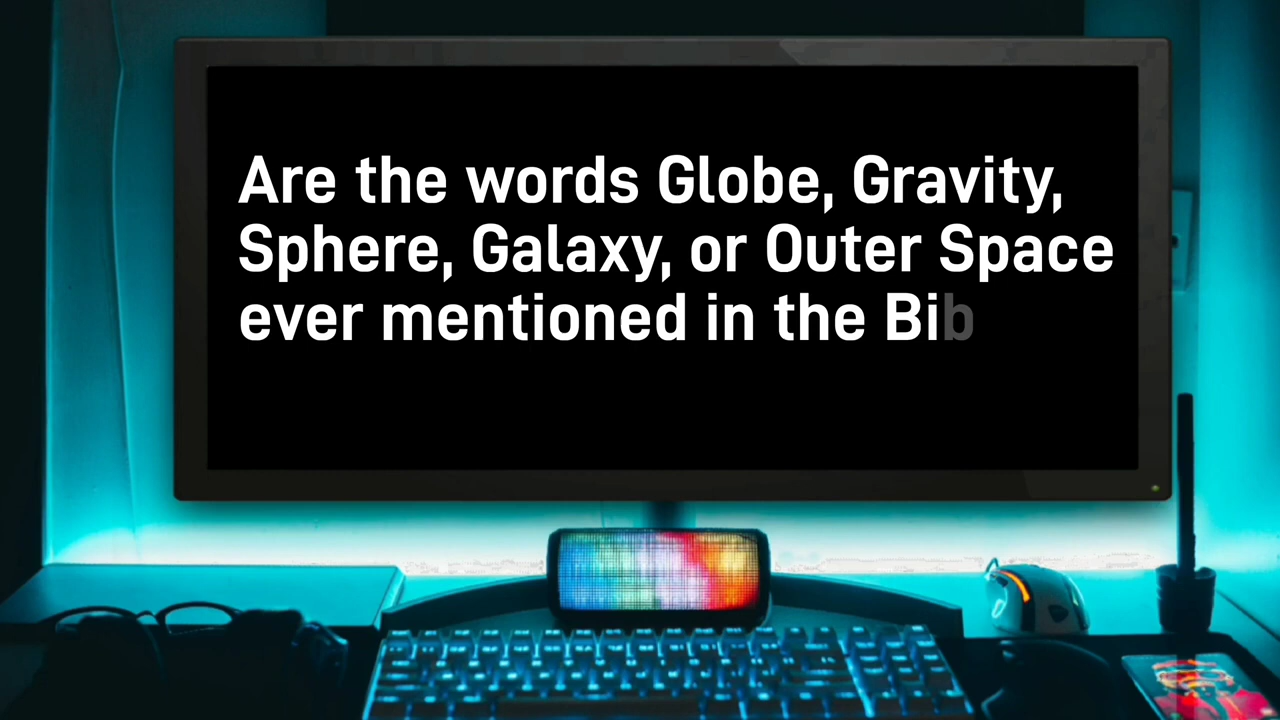 Are the words Globe, Gravity,
Sphere, Galaxy, or Outer Space
ever mentioned in the Bib